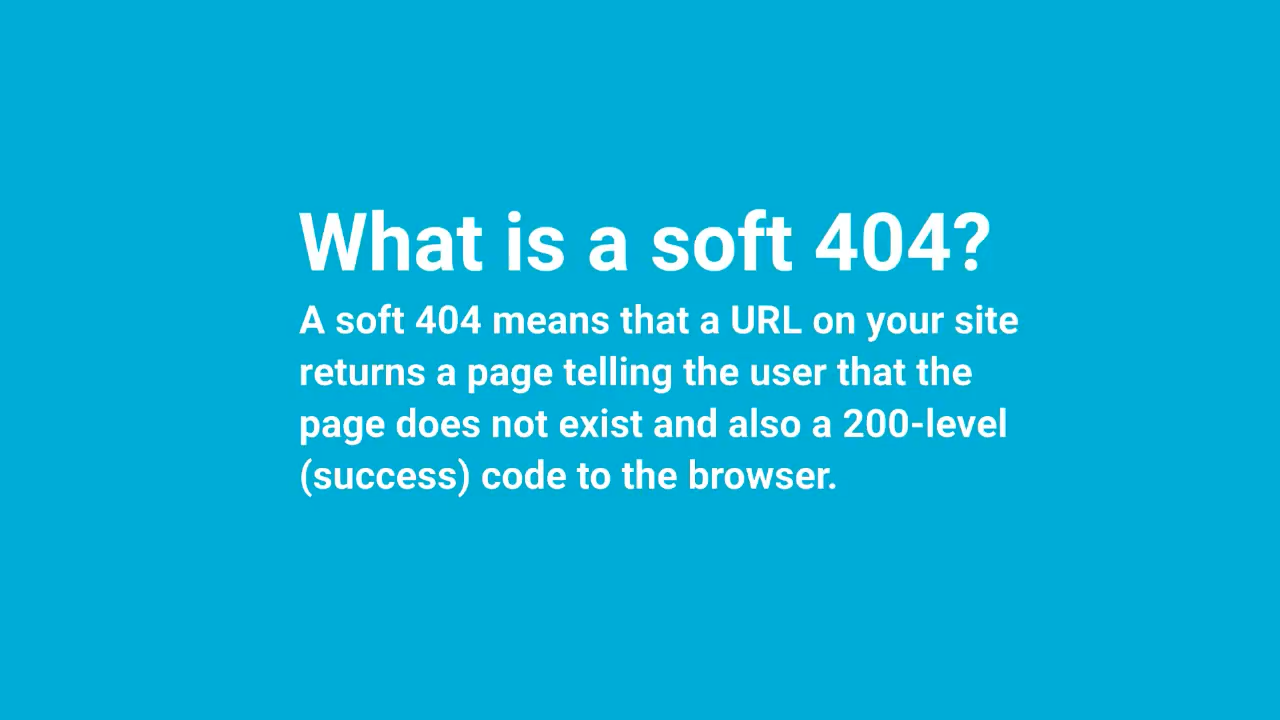 What is a soft 404?
A soft 404 means that a URL on your site
returns a page telling the user that the
page does not exist and also a 200-level
(success) code to the browser.